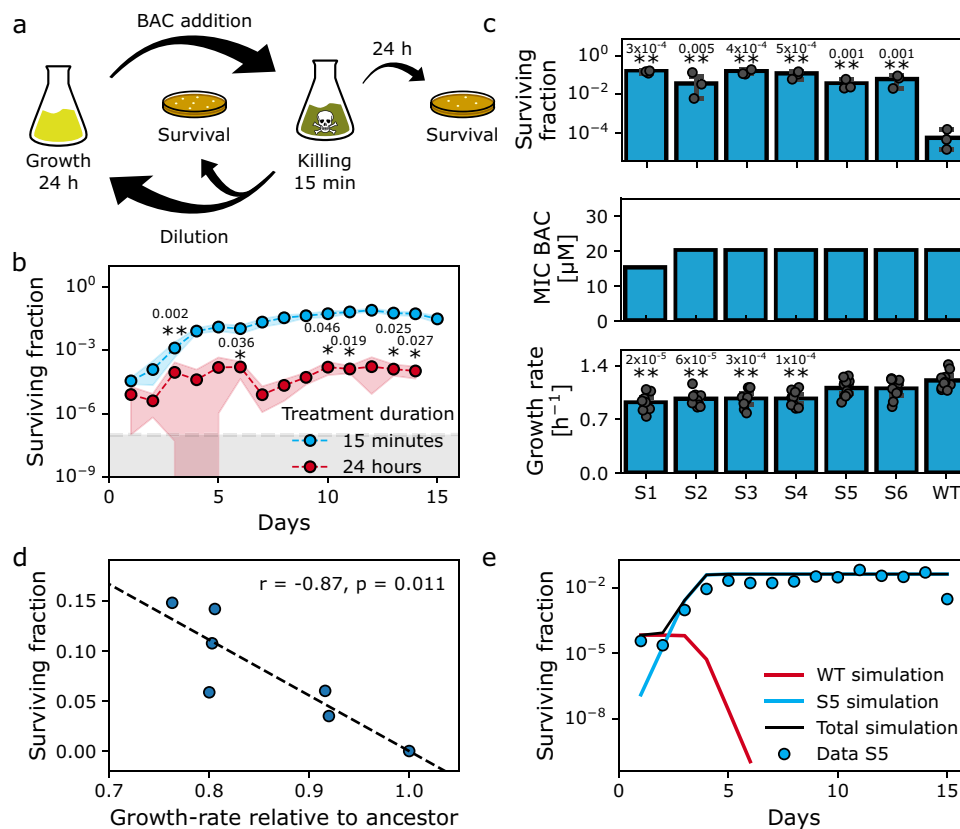 a
BAC addition
24 h
Survival
Survival
Growth
24 h
Killing
15 min
Dilution
b
Surviving fraction
10⁰
10⁻³
10⁻⁶
10⁻⁹
0.002
**
0.036
*
0.046
*
0.019
*
0.025
*
0.027
*
Treatment duration
15 minutes
24 hours
0
5
10
15
Days
c
Surviving
fraction
10⁰
10⁻²
10⁻⁴
3x10⁻⁴
0.005
4x10⁻⁴
5x10⁻⁴
0.001
0.001
**
**
**
**
**
**
MIC BAC
[µM]
30
20
10
0
Growth rate
[h⁻¹]
1.4
0.7
0.0
2x10⁻⁵
6x10⁻⁵
3x10⁻⁴
1x10⁻⁴
**
**
**
**
S1
S2
S3
S4
S5
S6
WT
d
Surviving fraction
0.15
0.10
0.05
0.00
r = -0.87, p = 0.011
0.7
0.8
0.9
1.0
Growth-rate relative to ancestor
e
Surviving fraction
10⁻²
10⁻⁵
10⁻⁸
WT simulation
S5 simulation
Total simulation
Data S5
0
5
10
15
Days